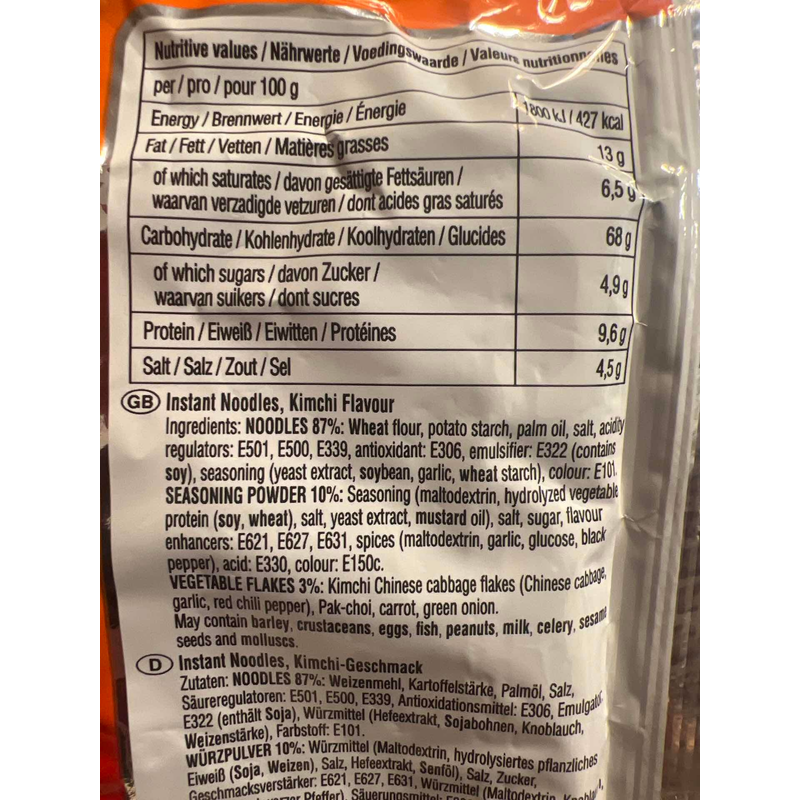 Nutritive values / Nährwerte / Voedingswaarde / Valeurs nutritionnelles
per / pro / pour 100 g
Energy / Brennwert / Energie / Énergie 1800 kJ / 427 kcal
Fat / Fett / Vetten / Matières grasses 13 g
of which saturates / davon gesättigte Fettsäuren / 6,5 g
waarvan verzadigde vetzuren / dont acides gras saturés
Carbohydrate / Kohlenhydrate / Koolhydraten / Glucides 68 g
of which sugars / davon Zucker / 4,9 g
waarvan suikers / dont sucres
Protein / Eiweiß / Eiwitten / Protéines 9,6 g
Salt / Salz / Zout / Sel 4,5 g
GB Instant Noodles, Kimchi Flavour
Ingredients: NOODLES 87%: Wheat flour, potato starch, palm oil, salt, acidity
regulators: E501, E500, E339, antioxidant: E306, emulsifier: E322 (contains
soy), seasoning (yeast extract, soybean, garlic, wheat starch), colour: E101.
SEASONING POWDER 10%: Seasoning (maltodextrin, hydrolyzed vegetable
protein (soy, wheat), salt, yeast extract, mustard oil), salt, sugar, flavour
enhancers: E621, E627, E631, spices (maltodextrin, garlic, glucose, black
pepper), acid: E330, colour: E150c.
VEGETABLE FLAKES 3%: Kimchi Chinese cabbage flakes (Chinese cabbage,
garlic, red chili pepper), Pak-choi, carrot, green onion.
May contain barley, crustaceans, eggs, fish, peanuts, milk, celery, sesame
seeds and molluscs.
D Instant Noodles, Kimchi-Geschmack
Zutaten: NOODLES 87%: Weizenmehl, Kartoffelstärke, Palmöl, Salz,
Säureregulatoren: E501, E500, E339, Antioxidationsmittel: E306, Emulgator:
E322 (enthält Soja), Würzmittel (Hefeextrakt, Sojabohnen, Knoblauch,
Weizenstärke), Farbstoff: E101.
WÜRZPULVER 10%: Würzmittel (Maltodextrin, hydrolysiertes pflanzliches
Eiweiß (Soja, Weizen), Salz, Hefeextrakt, Senföl), Salz, Zucker,
Geschmacksverstärker: E621, E627, E631, Würzmittel (Maltodextrin,
Pfeffer), Säuerungsmittel: